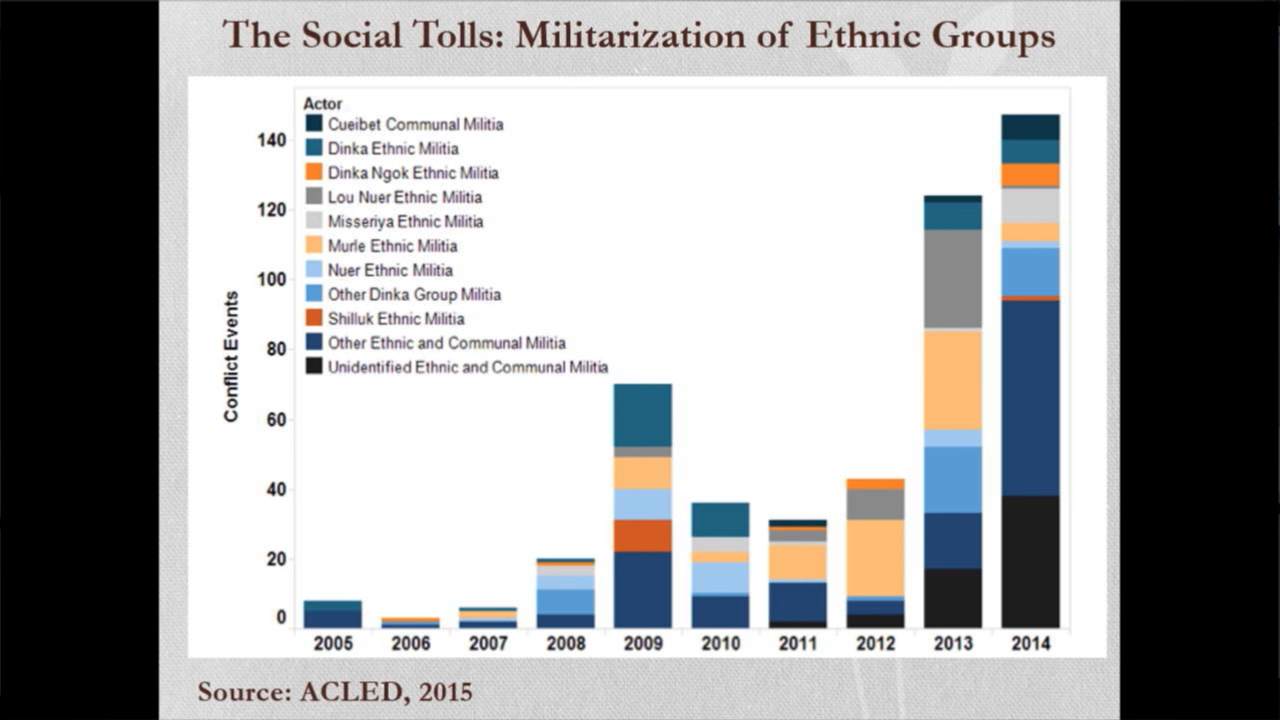 The Social Tolls: Militarization of Ethnic Groups
Actor
Cueibet Communal Militia
Dinka Ethnic Militia
Dinka Ngok Ethnic Militia
Lou Nuer Ethnic Militia
Misseriya Ethnic Militia
Murle Ethnic Militia
Nuer Ethnic Militia
Other Dinka Group Militia
Shilluk Ethnic Militia
Other Ethnic and Communal Militia
Unidentified Ethnic and Communal Militia
Conflict Events
140
120
100
80
60
40
20
0
2005 2006 2007 2008 2009 2010 2011 2012 2013 2014
Source: ACLED, 2015